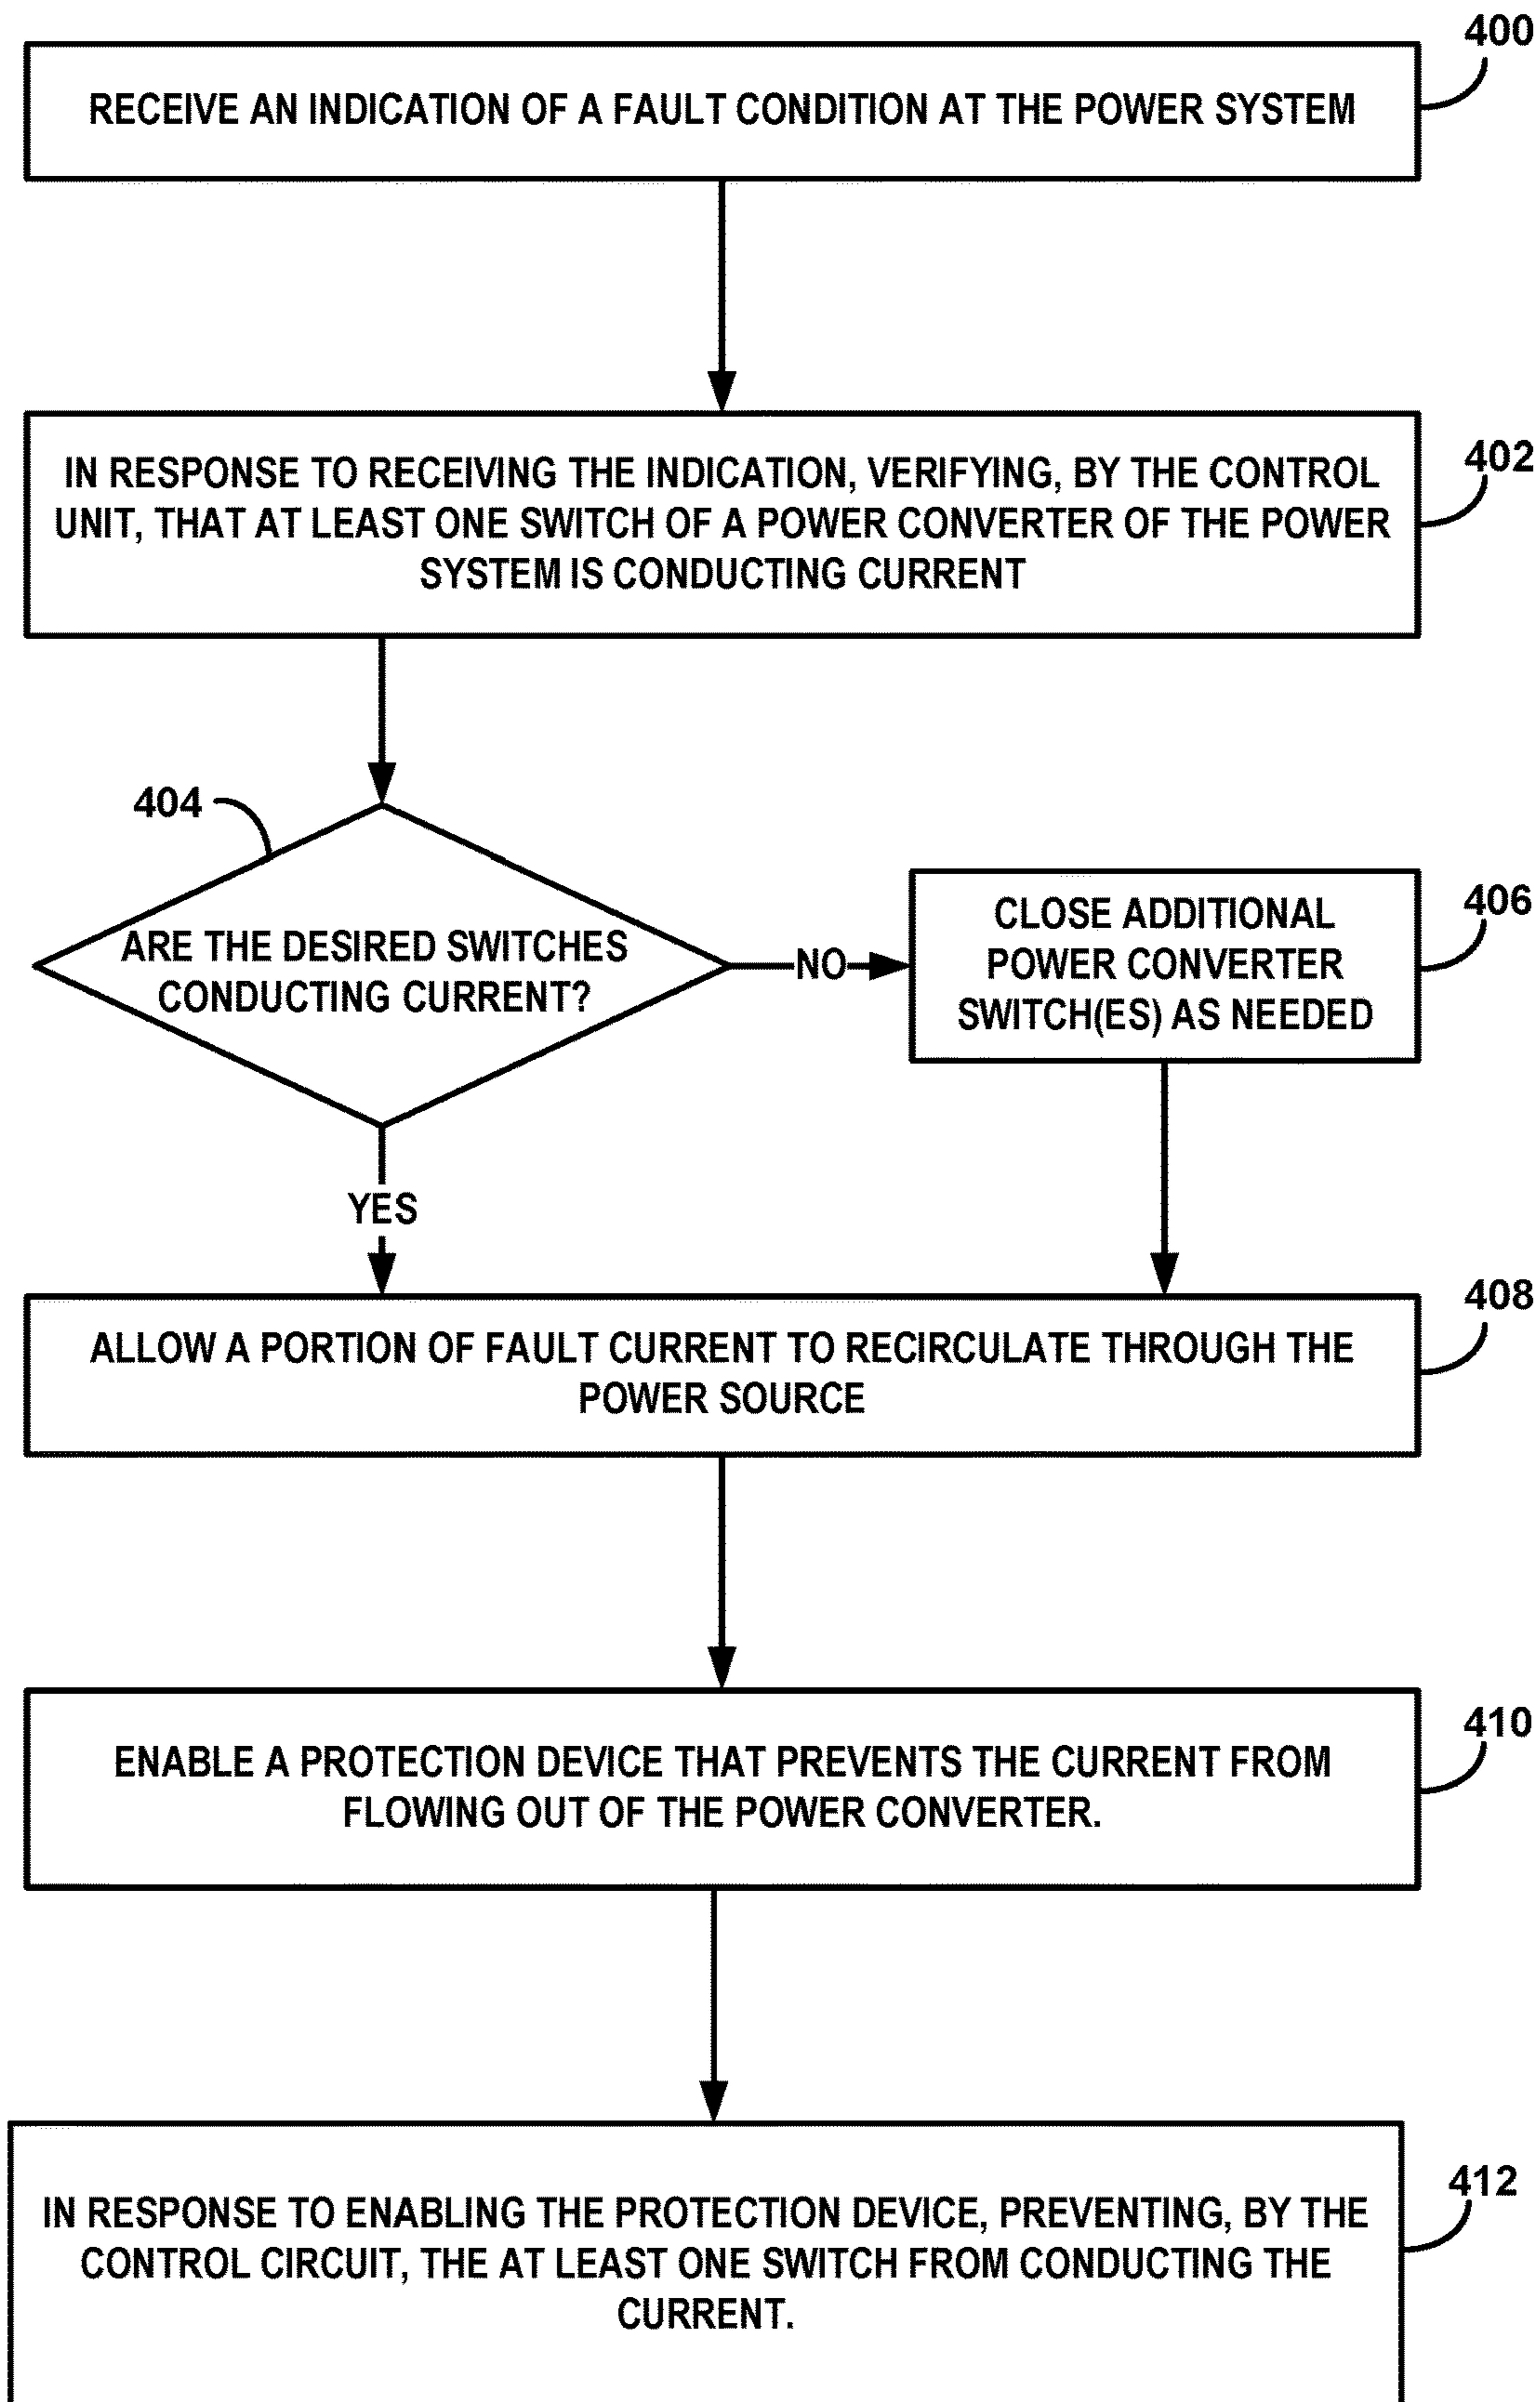 400
RECEIVE AN INDICATION OF A FAULT CONDITION AT THE POWER SYSTEM
402
IN RESPONSE TO RECEIVING THE INDICATION, VERIFYING, BY THE CONTROL
UNIT, THAT AT LEAST ONE SWITCH OF A POWER CONVERTER OF THE POWER
SYSTEM IS CONDUCTING CURRENT
404
ARE THE DESIRED SWITCHES
CONDUCTING CURRENT?
NO
406
CLOSE ADDITIONAL
POWER CONVERTER
SWITCH(ES) AS NEEDED
YES
408
ALLOW A PORTION OF FAULT CURRENT TO RECIRCULATE THROUGH THE
POWER SOURCE
410
ENABLE A PROTECTION DEVICE THAT PREVENTS THE CURRENT FROM
FLOWING OUT OF THE POWER CONVERTER.
412
IN RESPONSE TO ENABLING THE PROTECTION DEVICE, PREVENTING, BY THE
CONTROL CIRCUIT, THE AT LEAST ONE SWITCH FROM CONDUCTING THE
CURRENT.